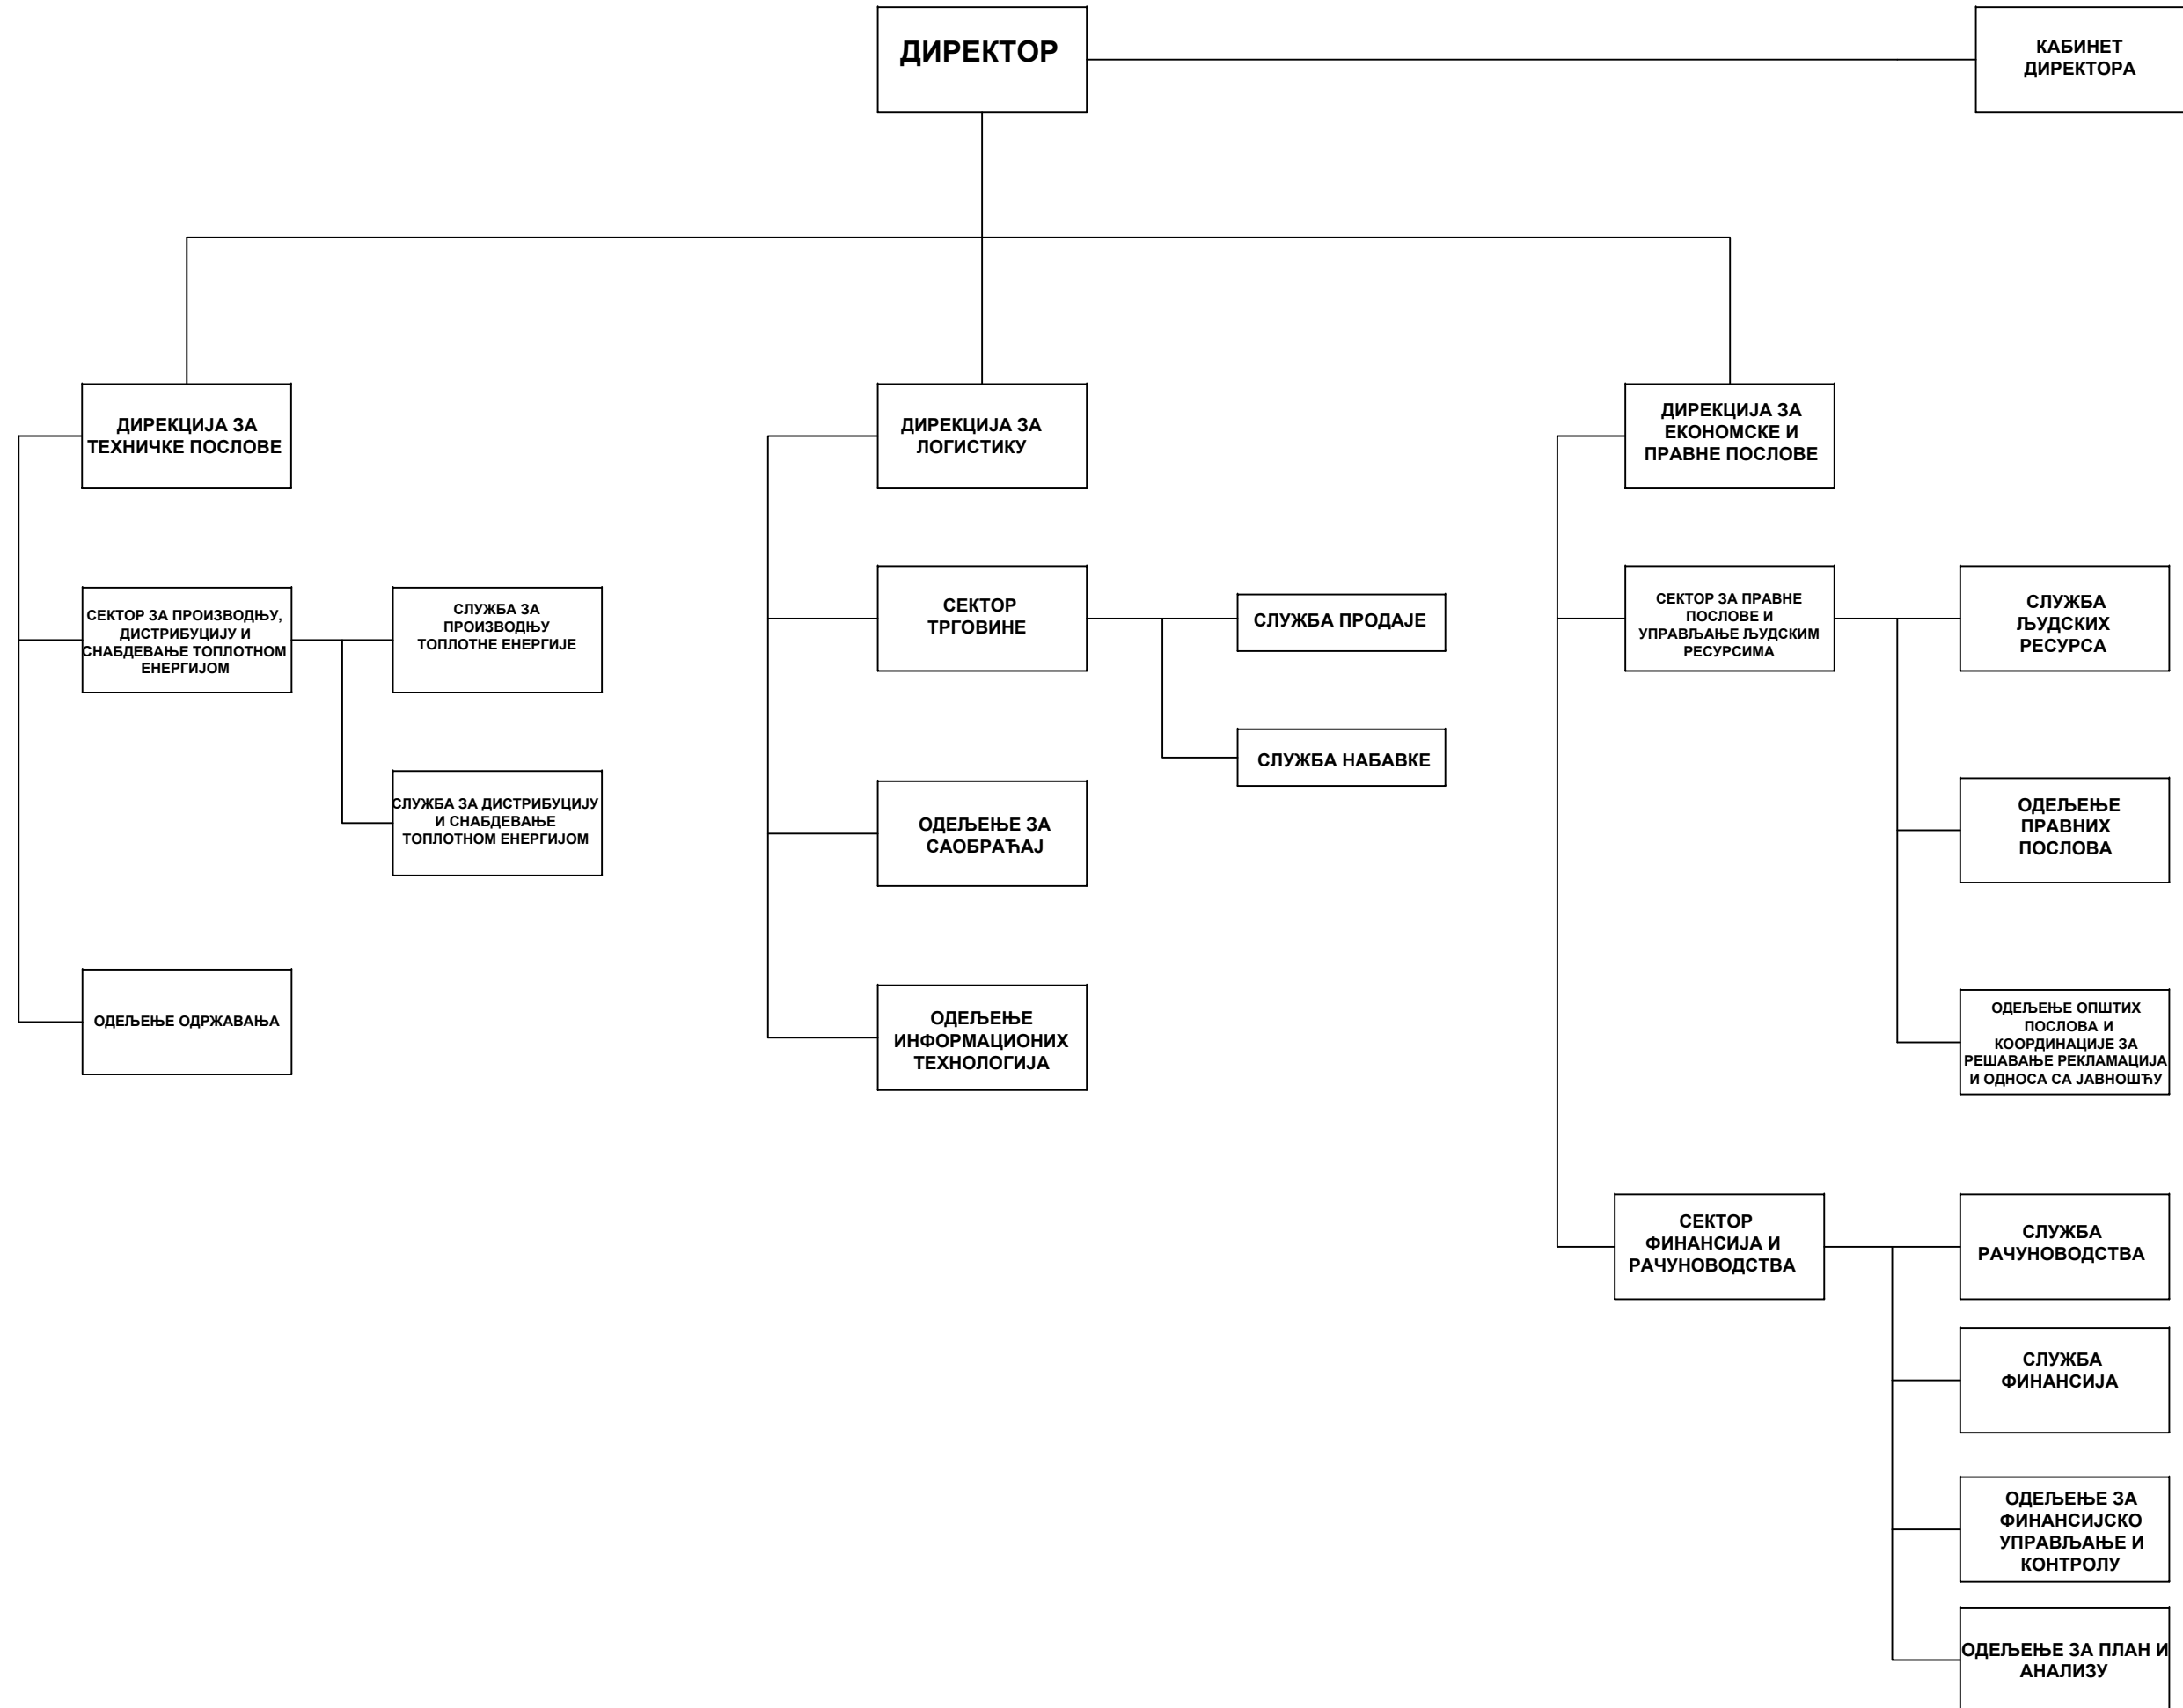 ДИРЕКТОР
КАБИНЕТ
ДИРЕКТОРА
ДИРЕКЦИЈА ЗА
ТЕХНИЧКЕ ПОСЛОВЕ
ДИРЕКЦИЈА ЗА
ЛОГИСТИКУ
ДИРЕКЦИЈА ЗА
ЕКОНОМСКЕ И
ПРАВНЕ ПОСЛОВЕ
СЕКТОР ЗА ПРОИЗВОДЊУ,
ДИСТРИБУЦИЈУ И
СНАБДЕВАЊЕ ТОПЛОТНОМ
ЕНЕРГИЈОМ
СЛУЖБА ЗА
ПРОИЗВОДЊУ
ТОПЛОТНЕ ЕНЕРГИЈЕ
СЕКТОР
ТРГОВИНЕ
СЛУЖБА ПРОДАЈЕ
СЕКТОР ЗА ПРАВНЕ
ПОСЛОВЕ И
УПРАВЉАЊЕ ЉУДСКИМ
РЕСУРСИМА
СЛУЖБА
ЉУДСКИХ
РЕСУРСА
СЛУЖБА НАБАВКЕ
СЛУЖБА ЗА ДИСТРИБУЦИЈУ
И СНАБДЕВАЊЕ
ТОПЛОТНОМ ЕНЕРГИЈОМ
ОДЕЉЕЊЕ ЗА
САОБРАЋАЈ
ОДЕЉЕЊЕ
ПРАВНИХ
ПОСЛОВА
ОДЕЉЕЊЕ ОДРЖАВАЊА
ОДЕЉЕЊЕ
ИНФОРМАЦИОНИХ
ТЕХНОЛОГИЈА
ОДЕЉЕЊЕ ОПШТИХ
ПОСЛОВА И
КООРДИНАЦИЈЕ ЗА
РЕШАВАЊЕ РЕКЛАМАЦИЈА
И ОДНОСА СА ЈАВНОШЋУ
СЕКТОР
ФИНАНСИЈА И
РАЧУНОВОДСТВА
СЛУЖБА
РАЧУНОВОДСТВА
СЛУЖБА
ФИНАНСИЈА
ОДЕЉЕЊЕ ЗА
ФИНАНСИЈСКО
УПРАВЉАЊЕ И
КОНТРОЛУ
ОДЕЉЕЊЕ ЗА ПЛАН И
АНАЛИЗУ